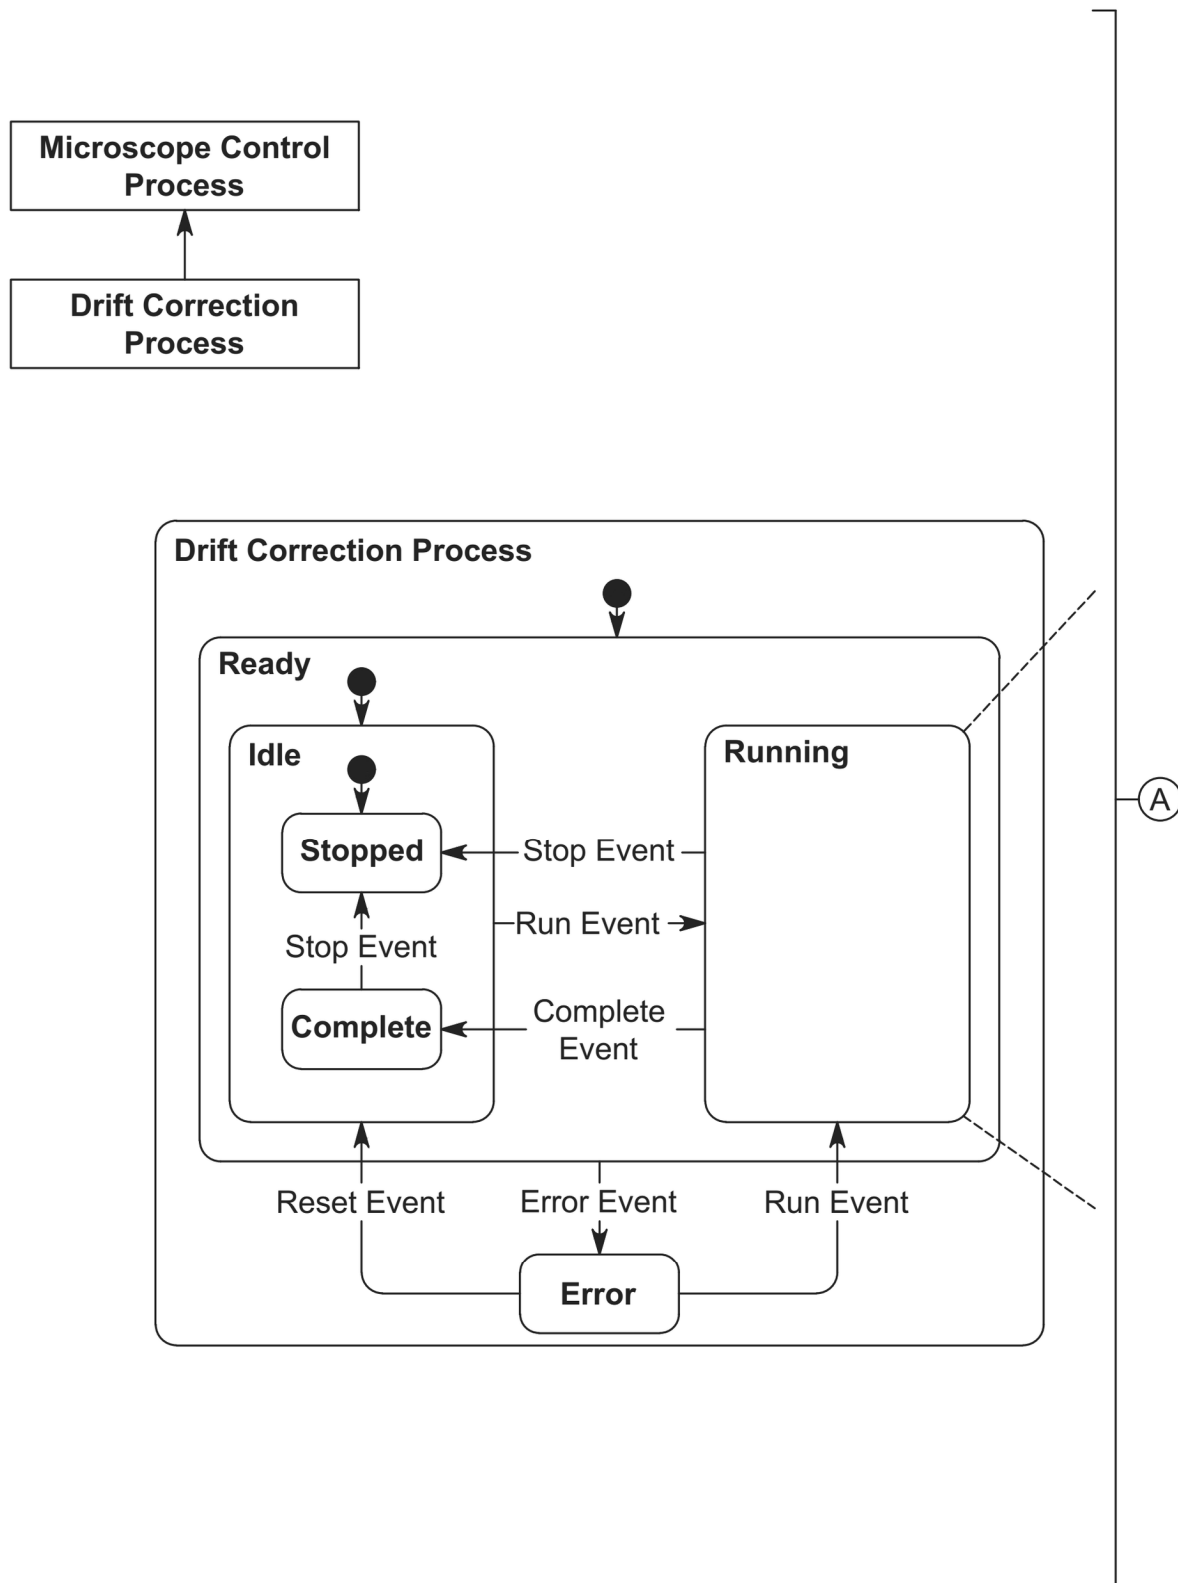 Microscope Control
Process
Drift Correction
Process
Drift Correction Process
Ready
Idle
Running
A
Stopped
Stop Event
Run Event
Stop Event
Complete
Complete
Event
Reset Event
Error Event
Run Event
Error